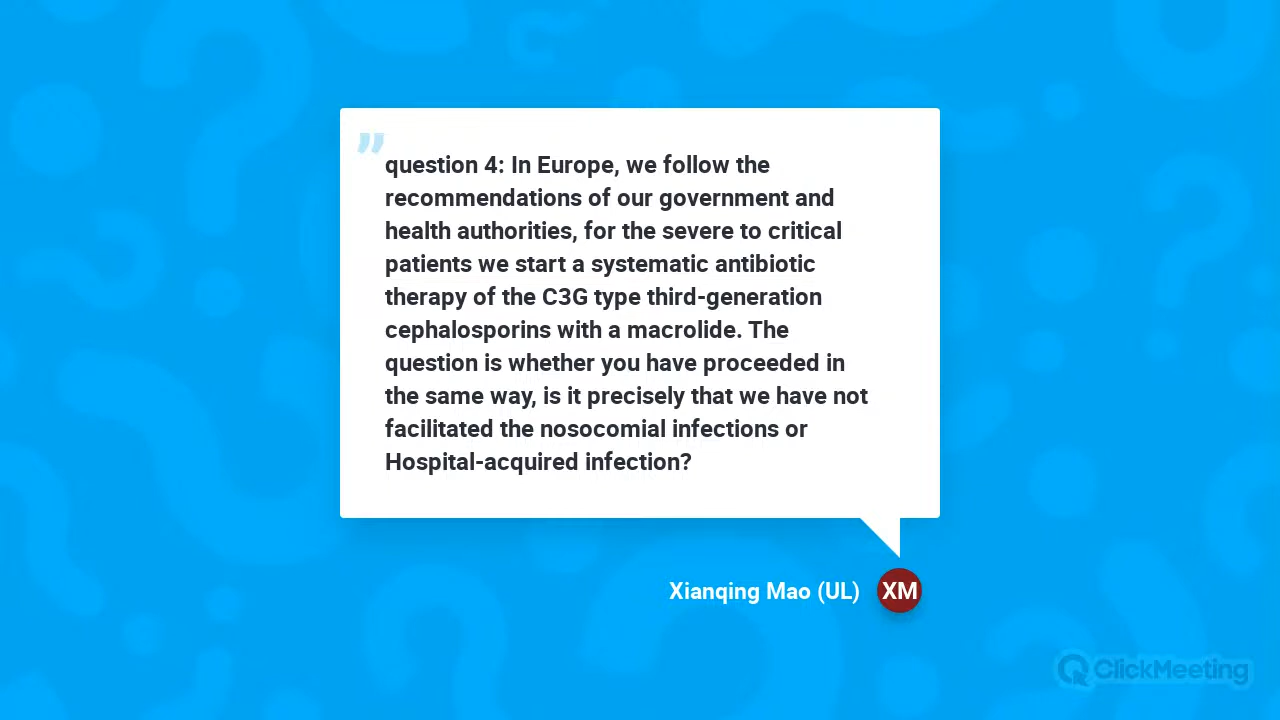 question 4: In Europe, we follow the
recommendations of our government and
health authorities, for the severe to critical
patients we start a systematic antibiotic
therapy of the C3G type third-generation
cephalosporins with a macrolide. The
question is whether you have proceeded in
the same way, is it precisely that we have not
facilitated the nosocomial infections or
Hospital-acquired infection?
Xianqing Mao (UL) XM
ClickMeeting